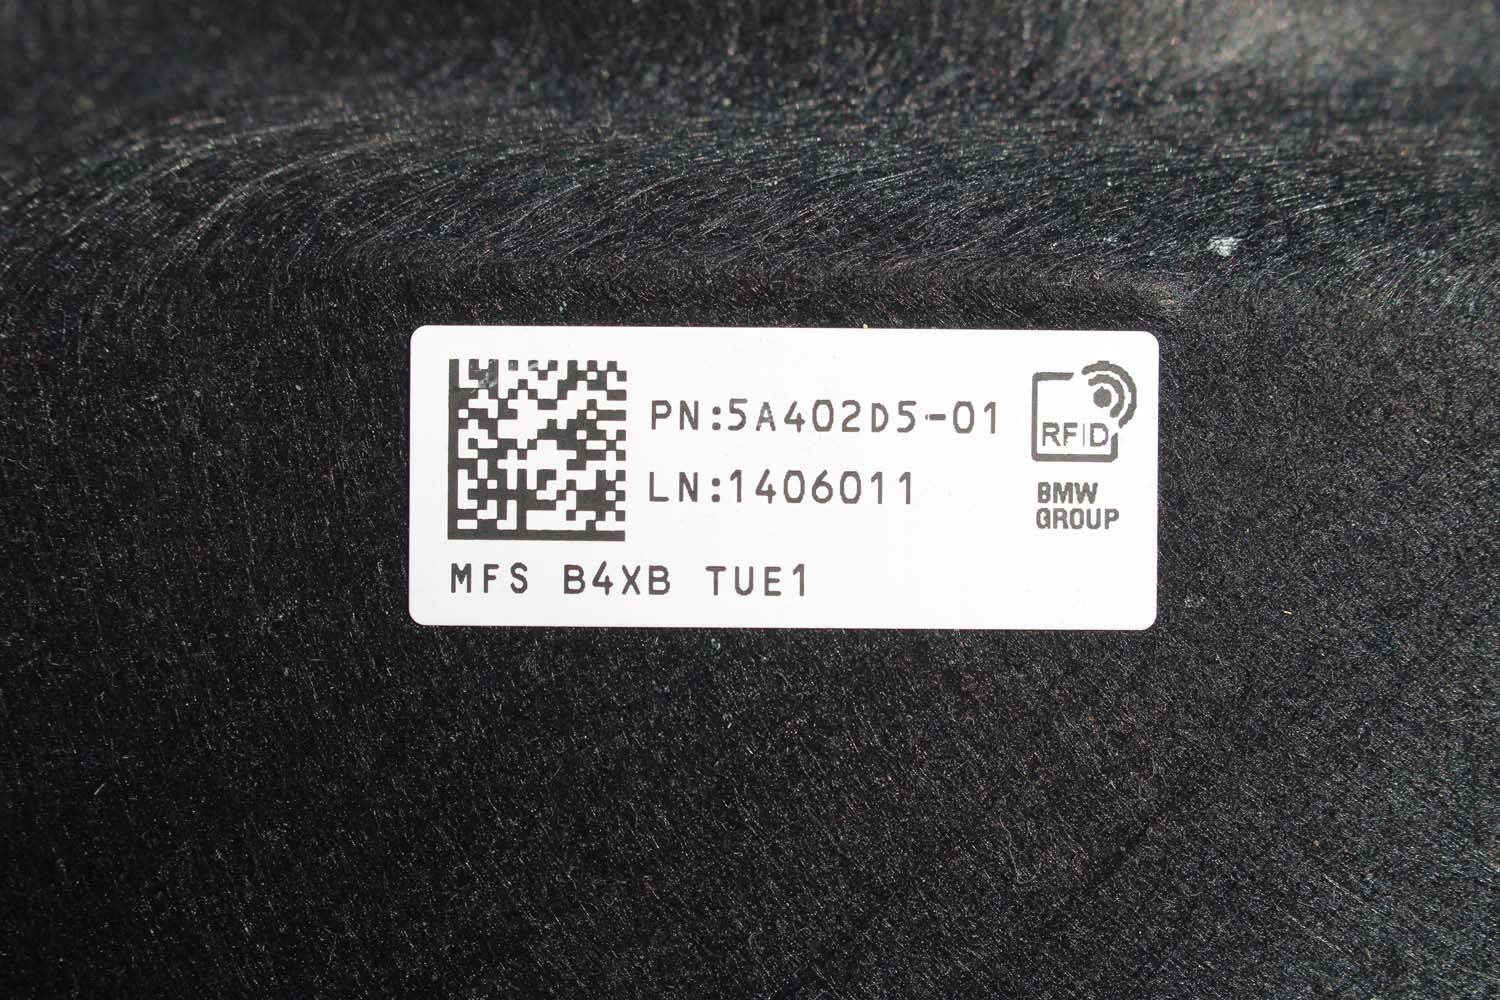 PN:5A402D5-01
LN:1406011
RFID
BMW
GROUP
MFS B4XB TUE1